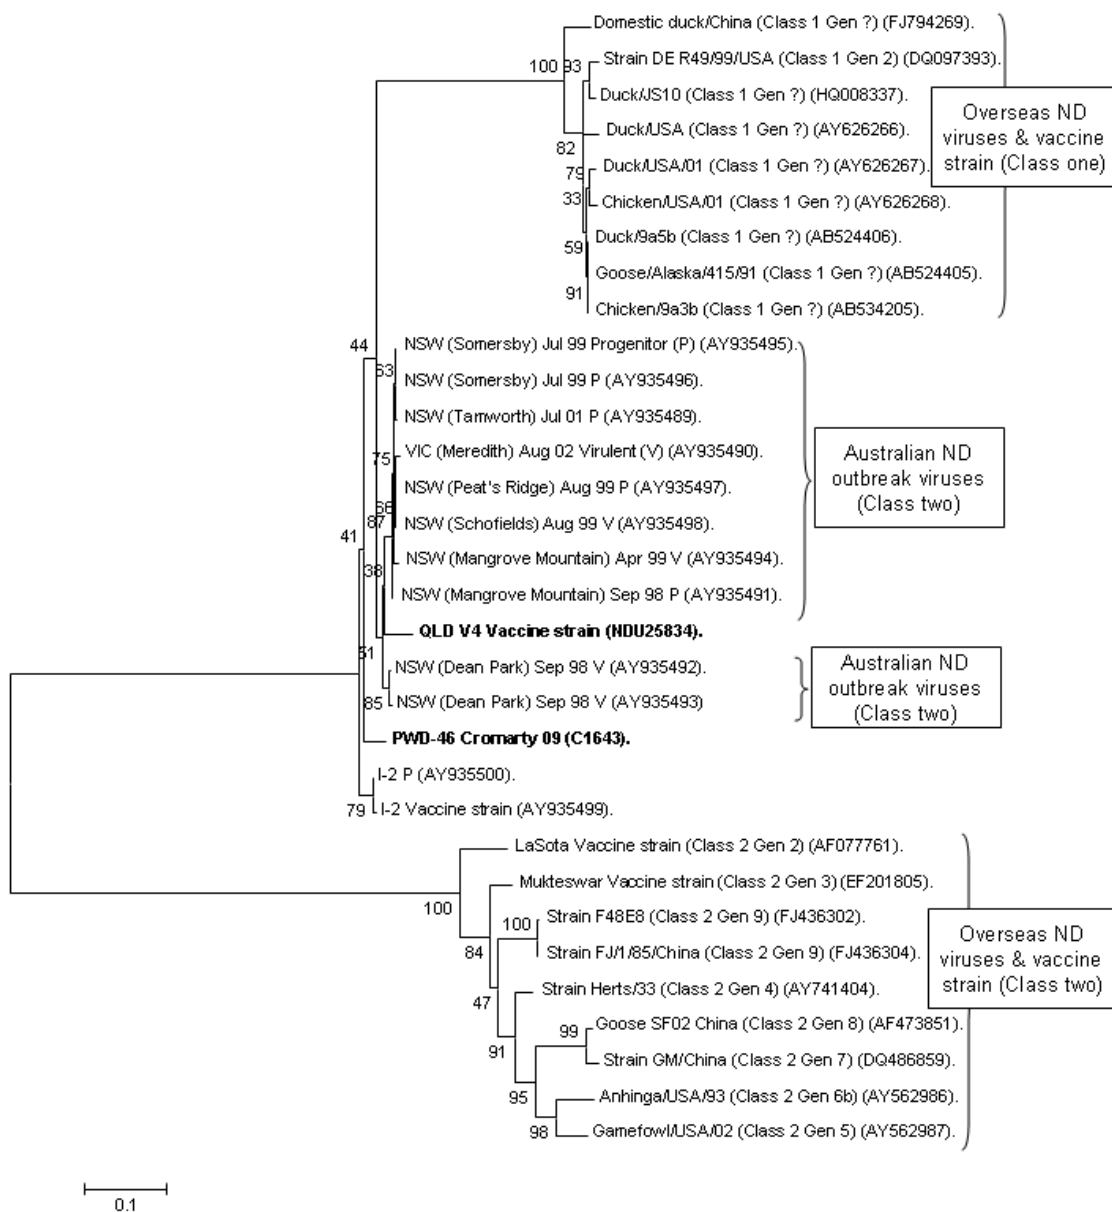 Domestic duck/China (Class 1 Gen ?) (FJ794269).
100 93
Strain DE R49/99/USA (Class 1 Gen 2) (DQ097393).
Duck/JS10 (Class 1 Gen ?) (HQ008337).
Duck/USA (Class 1 Gen ?) (AY626266).
82
79
Duck/USA/01 (Class 1 Gen ?) (AY626267).
33
Chicken/USA/01 (Class 1 Gen ?) (AY626268).
Duck/9a5b (Class 1 Gen ?) (AB524406).
59
Goose/Alaska/415/91 (Class 1 Gen ?) (AB524405).
91
Chicken/9a3b (Class 1 Gen ?) (AB534205).
Overseas ND
viruses & vaccine
strain (Class one)
44
NSW (Somersby) Jul 99 Progenitor (P) (AY935495).
63
NSW (Somersby) Jul 99 P (AY935496).
NSW (Tamworth) Jul 01 P (AY935489).
75
VIC (Meredith) Aug 02 Virulent (V) (AY935490).
NSW (Peat's Ridge) Aug 99 P (AY935497).
68
87
NSW (Schofields) Aug 99 V (AY935498).
41
NSW (Mangrove Mountain) Apr 99 V (AY935494).
38
NSW (Mangrove Mountain) Sep 98 P (AY935491).
Australian ND
outbreak viruses
(Class two)
QLD V4 Vaccine strain (NDU25834).
51
NSW (Dean Park) Sep 98 V (AY935492).
85
NSW (Dean Park) Sep 98 V (AY935493)
Australian ND
outbreak viruses
(Class two)
PWD-46 Cromarty 09 (C1643).
I-2 P (AY935500).
79
I-2 Vaccine strain (AY935499).
LaSota Vaccine strain (Class 2 Gen 2) (AF077761).
Mukteswar Vaccine strain (Class 2 Gen 3) (EF201805).
100
100
Strain F48E8 (Class 2 Gen 9) (FJ436302).
84
Strain FJ/1/85/China (Class 2 Gen 9) (FJ436304).
47
Strain Herts/33 (Class 2 Gen 4) (AY741404).
99
Goose SF02 China (Class 2 Gen 8) (AF473851).
91
Strain GM/China (Class 2 Gen 7) (DQ486859).
95
Anhinga/USA/93 (Class 2 Gen 6b) (AY562986).
98
Gamefowl/USA/02 (Class 2 Gen 5) (AY562987).
Overseas ND
viruses & vaccine
strain (Class two)
0.1